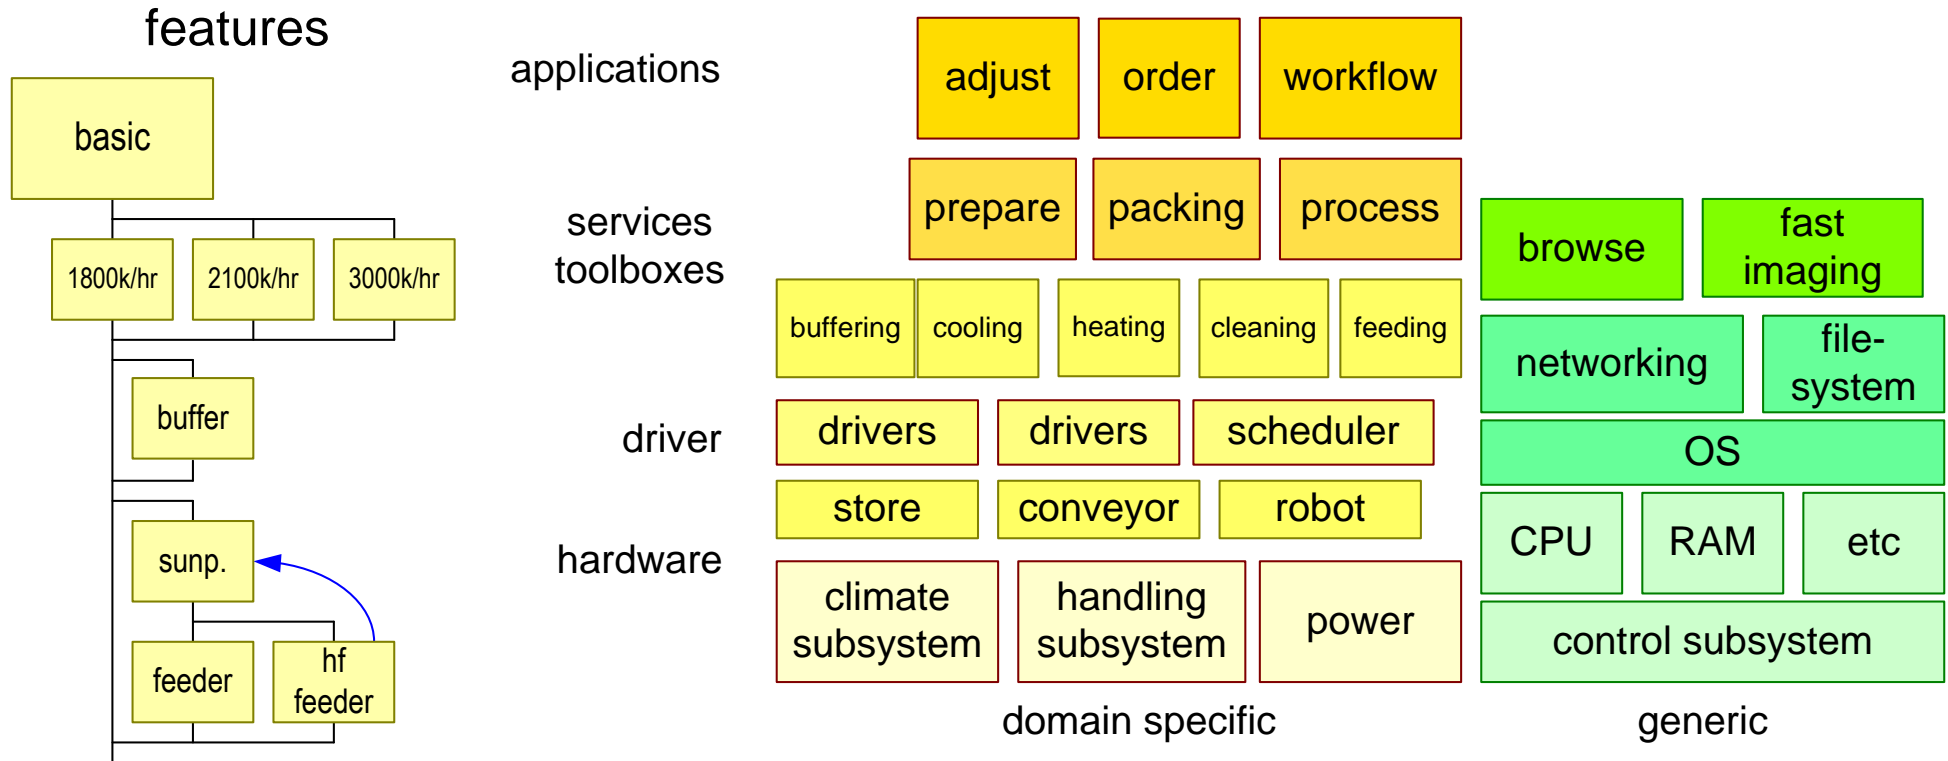 features
basic
1800k/hr 2100k/hr 3000k/hr
buffer
sunp.
feeder
hf
feeder
applications
services
toolboxes
driver
hardware
adjust order workflow
prepare packing process
buffering cooling heating cleaning feeding
drivers drivers scheduler
store conveyor robot
climate
subsystem
handling
subsystem
power
domain specific
browse
fast
imaging
networking
file-
system
OS
CPU RAM etc
control subsystem
generic